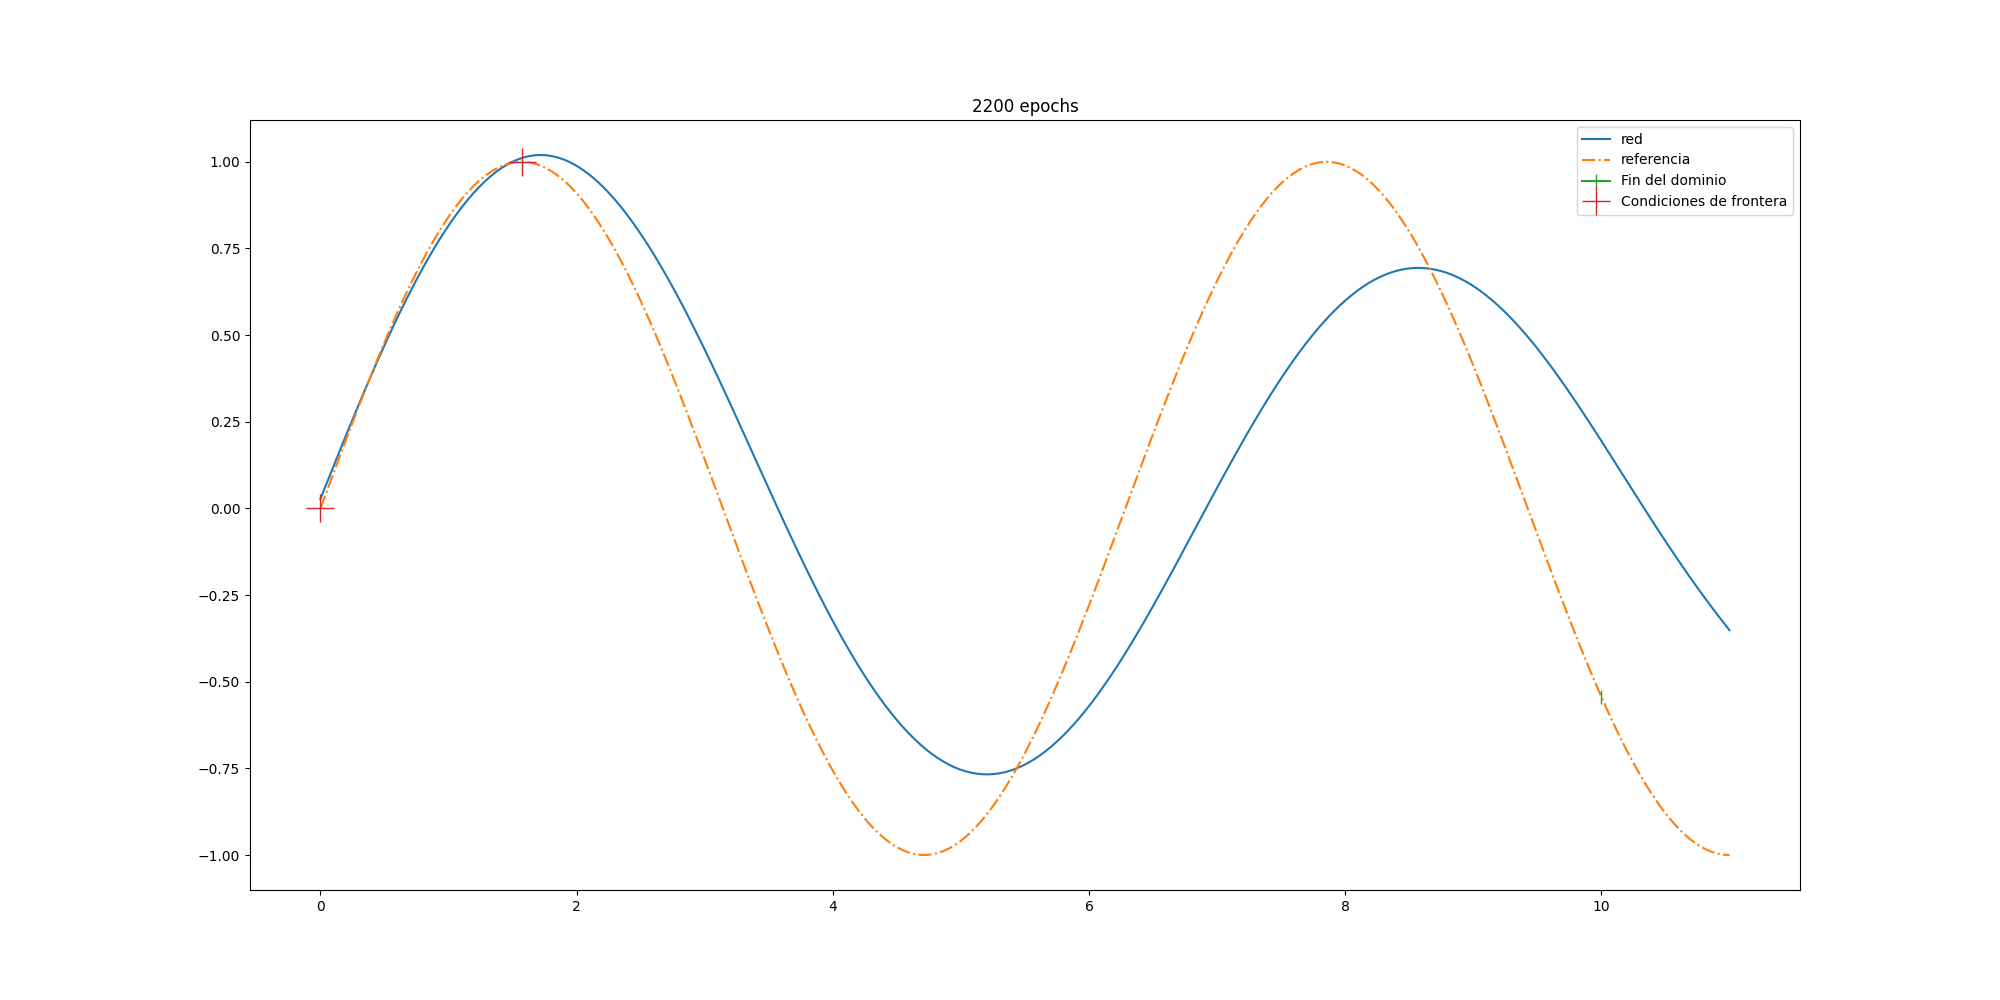 2200 epochs
red
referencia
Fin del dominio
Condiciones de frontera
1.00
0.75
0.50
0.25
0.00
−0.25
−0.50
−0.75
−1.00
0 2 4 6 8 10